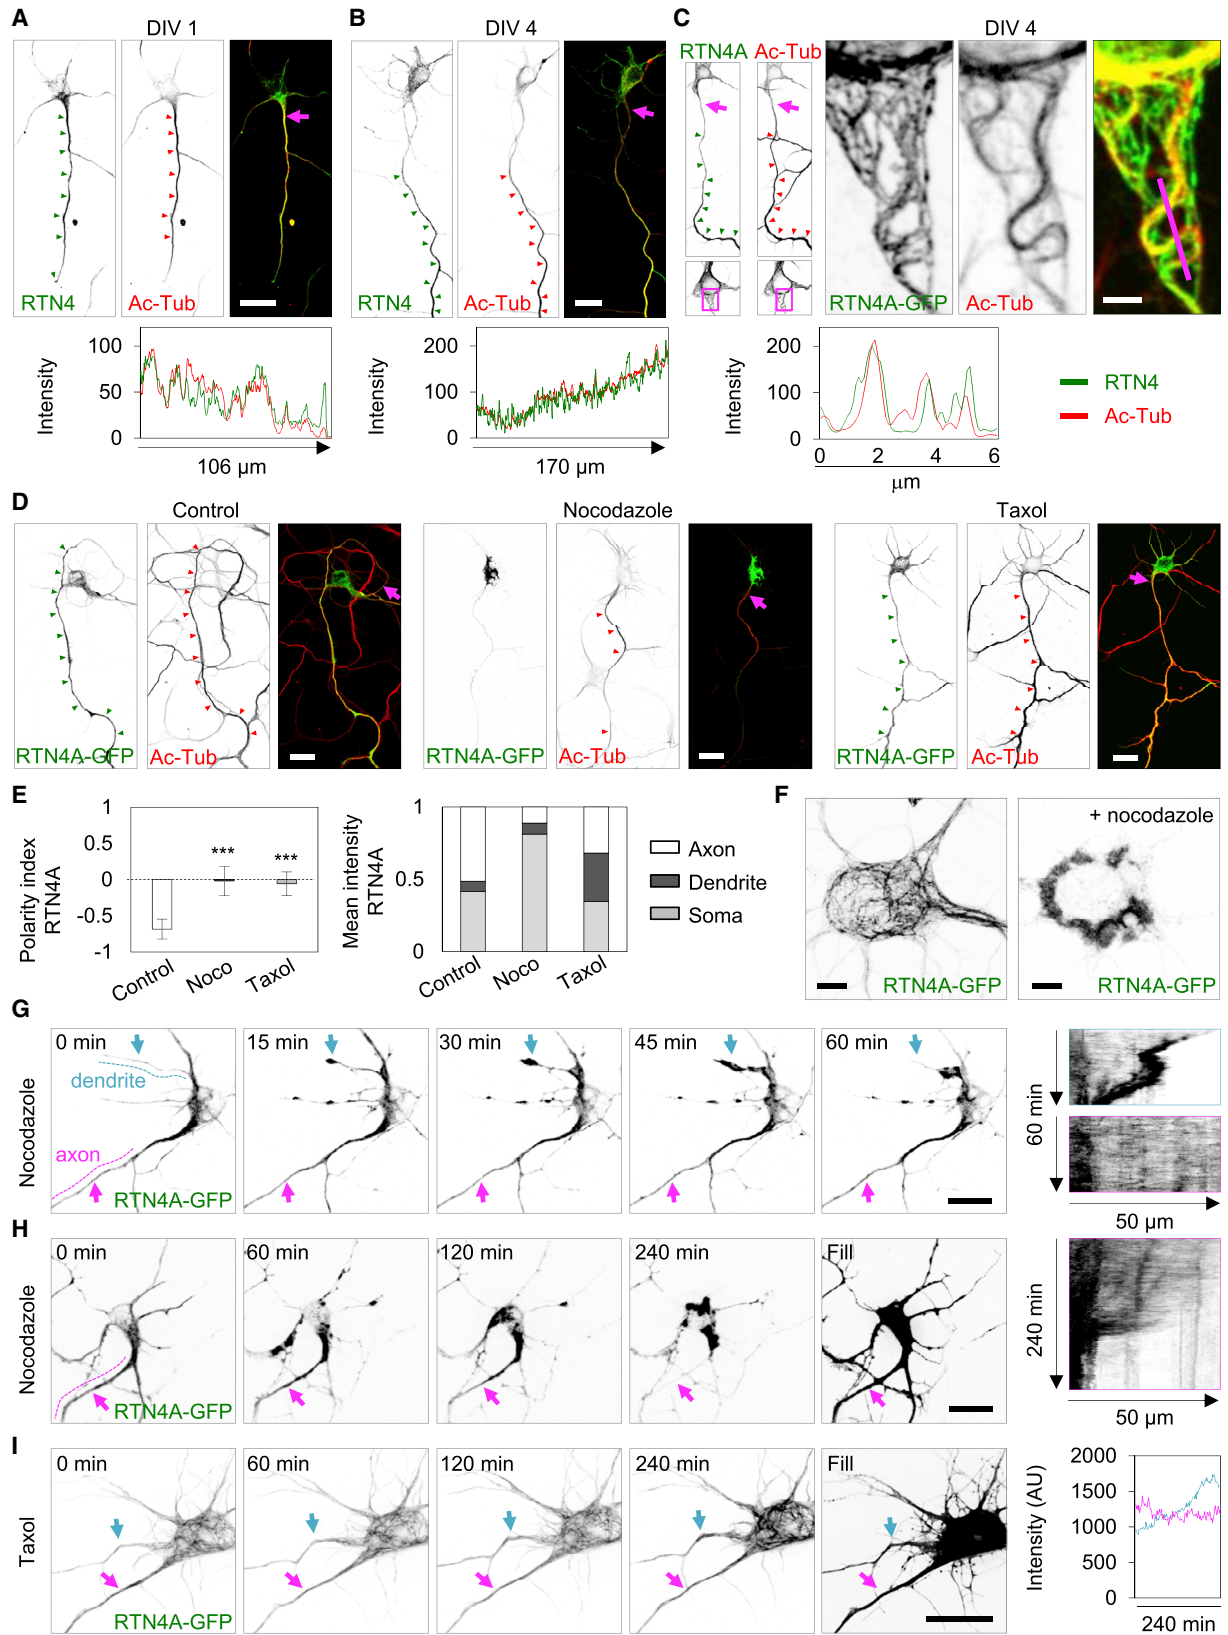 A
DIV 1
RTN4
Ac-Tub
Intensity
100
50
0
106 µm
B
DIV 4
RTN4
Ac-Tub
Intensity
200
100
0
170 µm
C
DIV 4
RTN4A
Ac-Tub
RTN4A-GFP
Ac-Tub
Intensity
200
100
0
0
2
4
6
µm
RTN4
Ac-Tub
D
Control
RTN4A-GFP
Ac-Tub
Nocodazole
RTN4A-GFP
Ac-Tub
Taxol
RTN4A-GFP
Ac-Tub
E
Polarity index
RTN4A
1
0.5
0
-0.5
-1
***
***
Control
Noco
Taxol
Mean intensity
RTN4A
1
0.5
0
Control
Noco
Taxol
Axon
Dendrite
Soma
F
RTN4A-GFP
+ nocodazole
RTN4A-GFP
G
Nocodazole
0 min
dendrite
axon
RTN4A-GFP
15 min
30 min
45 min
60 min
60 min
50 µm
H
Nocodazole
0 min
RTN4A-GFP
60 min
120 min
240 min
Fill
240 min
50 µm
I
Taxol
0 min
RTN4A-GFP
60 min
120 min
240 min
Fill
Intensity (AU)
2000
1500
1000
500
0
240 min